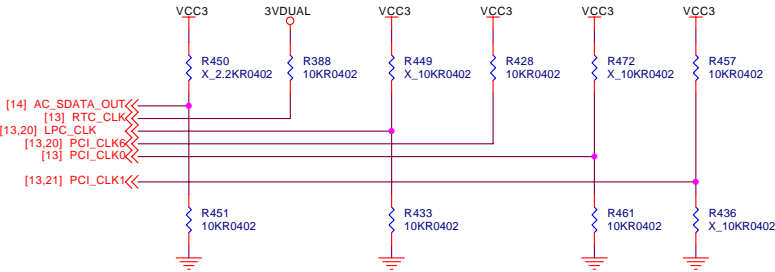 VCC3 3VDUAL VCC3 VCC3 VCC3 VCC3
R450 R388 R449 R428 R472 R457
X_2.2KR0402 10KR0402 X_10KR0402 10KR0402 X_10KR0402 10KR0402
[14] AC_SDATA_OUT
[13] RTC_CLK
[13,20] LPC_CLK
[13,20] PCI_CLK6
[13] PCI_CLK0
[13,21] PCI_CLK1
R451 R433 R461 R436
10KR0402 10KR0402 10KR0402 X_10KR0402